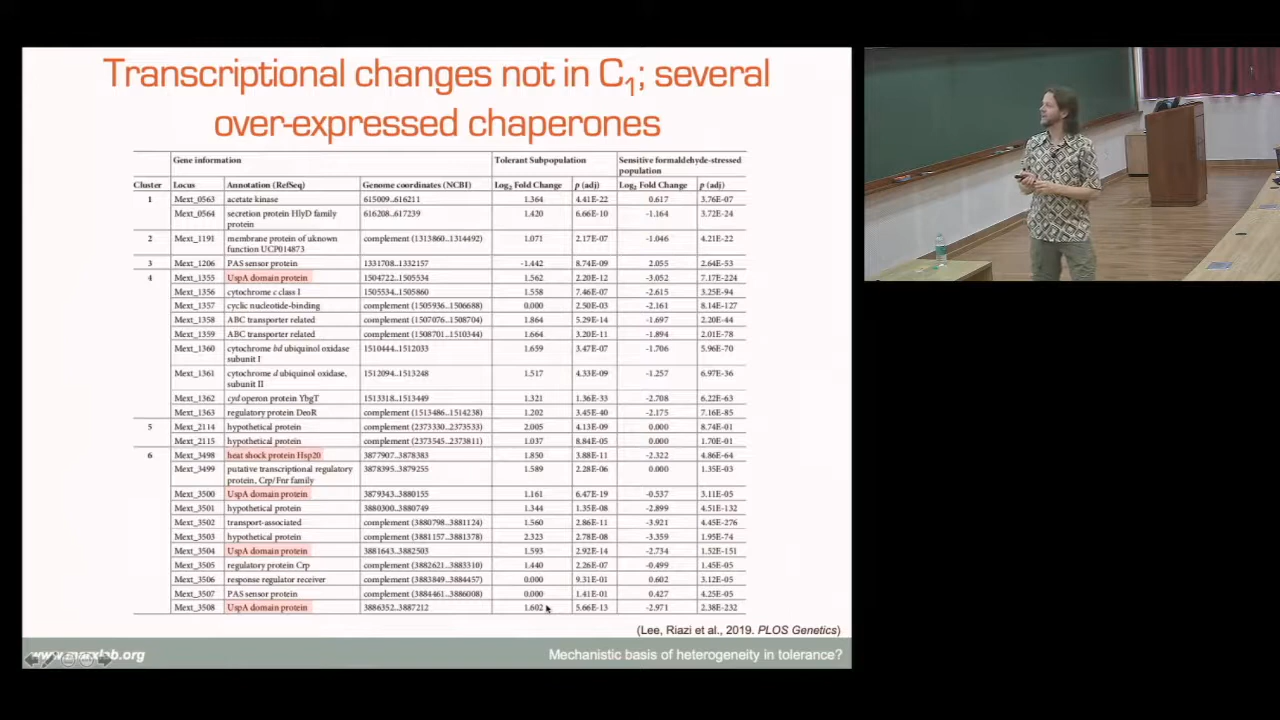 Transcriptional changes not in C1; several
over-expressed chaperones
Gene information Tolerant Subpopulation Sensitive formaldehyde-stressed
population
Cluster Locus Annotation (RefSeq) Genome coordinates (NCBI) Log2 Fold Change p (adj) Log2 Fold Change p (adj)
1 Mext_0563 acetate kinase 615009..616211 1.364 4.41E-22 0.617 3.76E-07
Mext_0564 secretion protein HlyD family 616208..617239 1.420 6.66E-10 -1.164 3.72E-24
protein
2 Mext_1191 membrane protein of uknown complement (1313860..1314492) 1.071 2.17E-07 -1.046 4.21E-22
function UCP014873
3 Mext_1206 PAS sensor protein 1331708..1332157 -1.442 8.74E-09 2.055 2.64E-53
4 Mext_1355 UspA domain protein 1504722..1505534 1.562 2.20E-12 -3.052 7.17E-224
Mext_1356 cytochrome c class I 1505534..1505860 1.558 7.46E-07 -2.615 3.25E-94
Mext_1357 cyclic nucleotide-binding complement (1505936..1506688) 0.000 2.50E-03 -2.161 8.14E-127
Mext_1358 ABC transporter related complement (1507076..1508704) 1.864 5.29E-14 -1.697 2.20E-44
Mext_1359 ABC transporter related complement (1508701..1510344) 1.664 3.20E-11 -1.894 2.01E-78
Mext_1360 cytochrome bd ubiquinol oxidase 1510444..1512033 1.659 3.47E-07 -1.706 5.96E-70
subunit I
Mext_1361 cytochrome d ubiquinol oxidase, 1512094..1513248 1.517 4.33E-09 -1.257 6.97E-36
subunit II
Mext_1362 cyd operon protein YbgT 1513318..1513449 1.321 1.36E-33 -2.708 6.22E-63
Mext_1363 regulatory protein DeoR complement (1513486..1514238) 1.202 3.45E-40 -2.175 7.16E-85
5 Mext_2114 hypothetical protein complement (2373330..2373533) 2.005 4.13E-09 0.000 8.74E-01
Mext_2115 hypothetical protein complement (2373545..2373811) 1.037 8.84E-05 0.000 1.70E-01
6 Mext_3498 heat shock protein Hsp20 3877907..3878383 1.850 3.88E-11 -2.322 4.86E-64
Mext_3499 putative transcriptional regulatory 3878395..3879255 1.589 2.28E-06 0.000 1.35E-03
protein, Crp/Fnr family
Mext_3500 UspA domain protein 3879343..3880155 1.161 6.47E-19 -0.537 3.11E-05
Mext_3501 hypothetical protein 3880300..3880749 1.344 1.35E-08 -2.899 4.51E-132
Mext_3502 transport-associated complement (3880798..3881124) 1.560 2.86E-11 -3.921 4.45E-276
Mext_3503 hypothetical protein complement (3881157..3881378) 2.323 2.78E-08 -3.359 1.95E-74
Mext_3504 UspA domain protein 3881643..3882503 1.593 2.92E-14 -2.734 1.52E-151
Mext_3505 regulatory protein Crp complement (3882621..3883310) 1.440 2.26E-07 -0.499 1.45E-05
Mext_3506 response regulator receiver complement (3883849..3884457) 0.000 9.31E-01 0.602 3.12E-05
Mext_3507 PAS sensor protein complement (3884461..3886008) 0.000 1.41E-01 0.427 4.25E-05
Mext_3508 UspA domain protein 3886352..3887212 1.602 5.66E-13 -2.971 2.38E-232
(Lee, Riazi et al., 2019. PLOS Genetics)
www.marxlab.org Mechanistic basis of heterogeneity in tolerance?